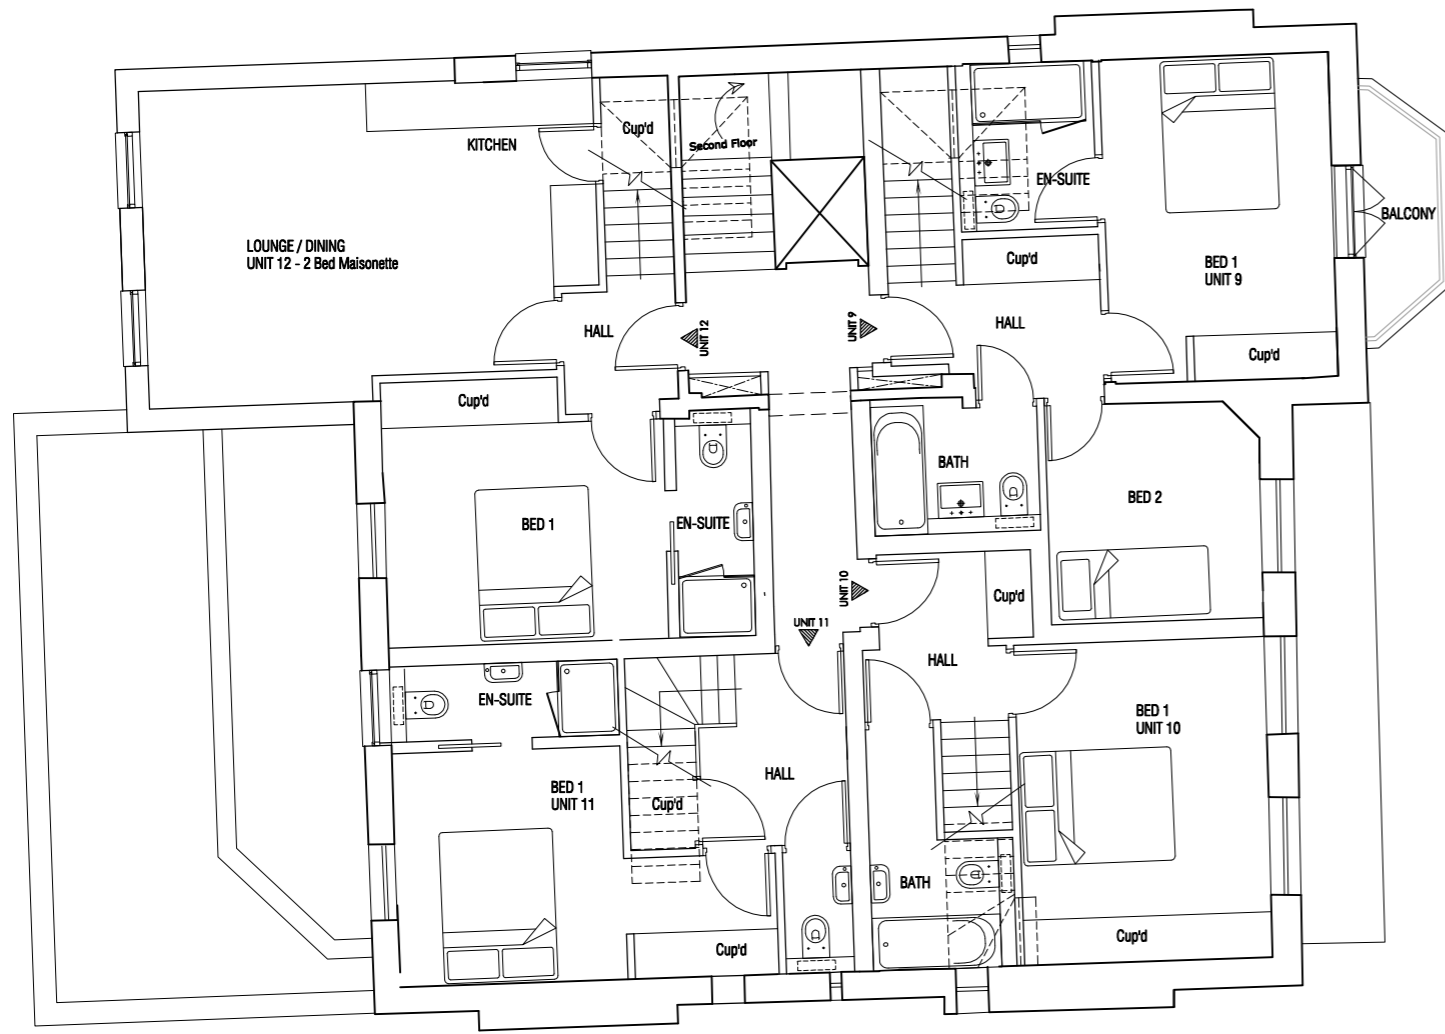 Cup'd
Second Floor
KITCHEN
EN-SUITE
BALCONY
LOUNGE / DINING
UNIT 12 - 2 Bed Maisonette
Cup'd
BED 1
UNIT 9
HALL
UNIT 12
UNIT 9
HALL
Cup'd
Cup'd
BATH
BED 2
BED 1
EN-SUITE
UNIT 10
Cup'd
UNIT 11
HALL
EN-SUITE
BED 1
UNIT 10
HALL
BED 1
UNIT 11
Cup'd
BATH
Cup'd
Cup'd